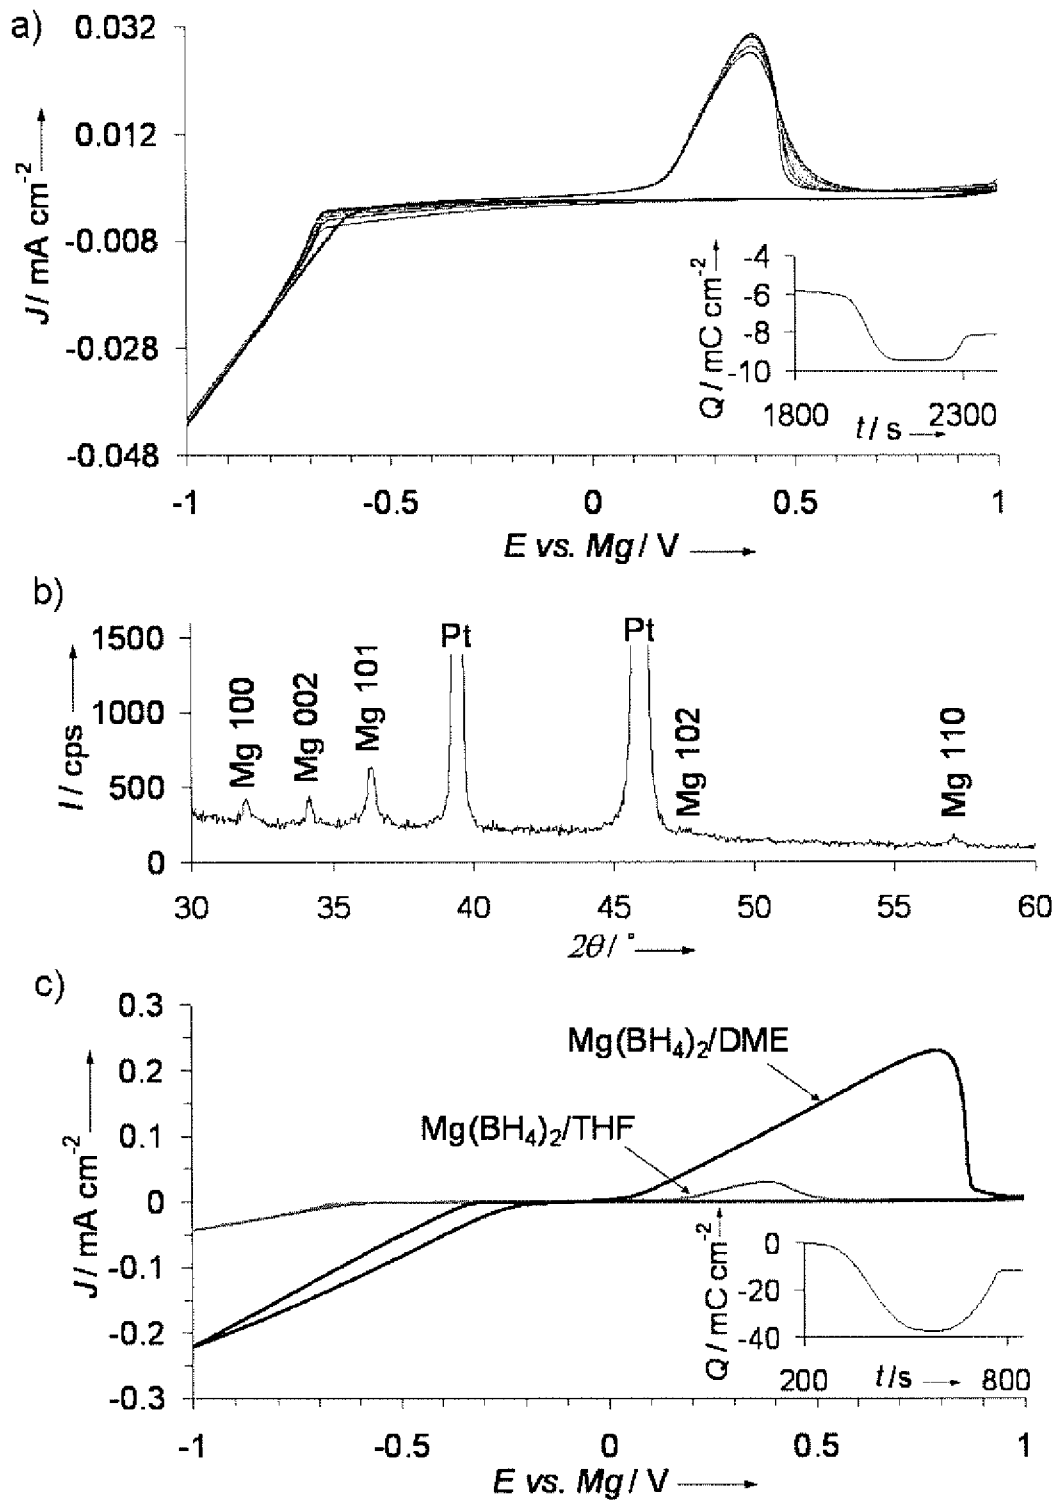 a)
0.032
0.012
-0.008
-0.028
-0.048
J / mA cm⁻²
-1
-0.5
0
0.5
1
E vs. Mg / V
Q / mC cm⁻²
-4
-6
-8
-10
1800
2300
t / s
b)
1500
1000
500
0
I / cps
Mg 100
Mg 002
Mg 101
Pt
Pt
Mg 102
Mg 110
30
35
40
45
50
55
60
2θ / °
c)
0.3
0.2
0.1
0
-0.1
-0.2
-0.3
J / mA cm⁻²
Mg(BH₄)₂/DME
Mg(BH₄)₂/THF
Q / mC cm⁻²
0
-20
-40
200
800
t / s
-1
-0.5
0
0.5
1
E vs. Mg / V